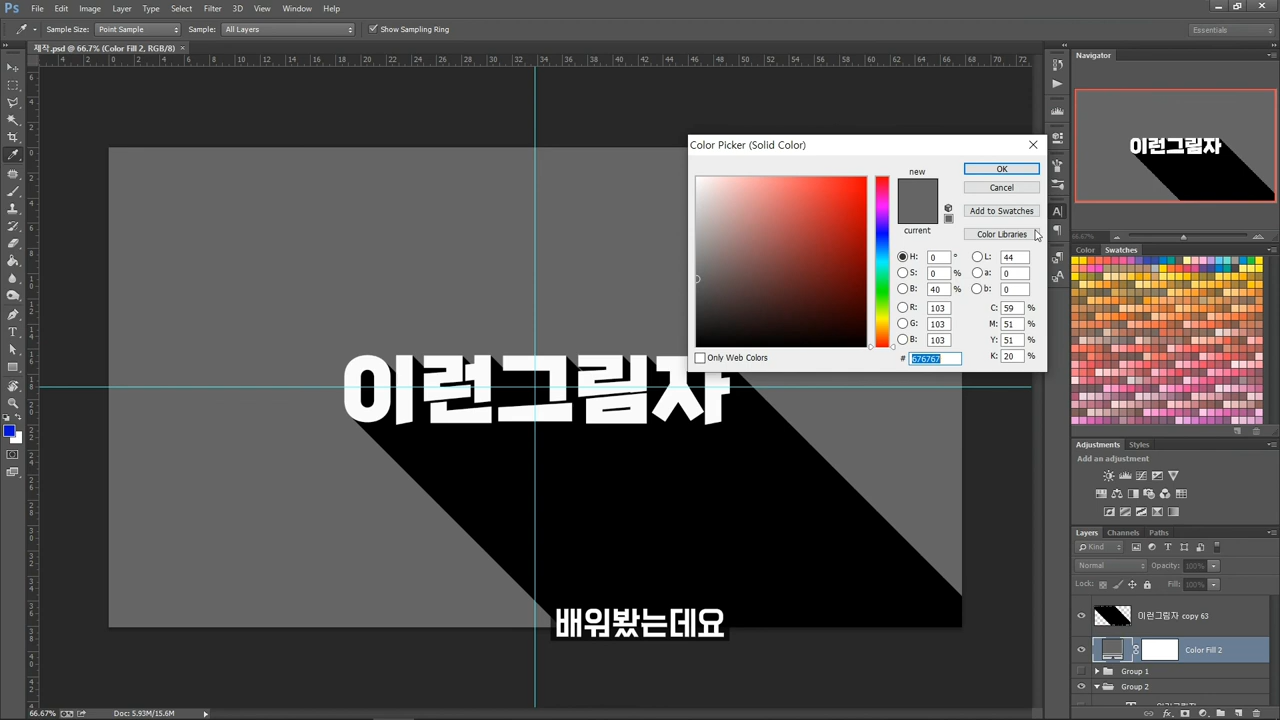 Ps File Edit Image Layer Type Select Filter 3D View Window Help
Sample Size: Point Sample Sample: All Layers Show Sampling Ring Essentials
제작.psd @ 66.7% (Color Fill 2, RGB/8) ×
Navigator
이런그림자
66.67%
Color Swatches
Color Picker (Solid Color)
new
current
OK
Cancel
Add to Swatches
Color Libraries
H: 0 °
S: 0 %
B: 40 %
R: 103
G: 103
B: 103
L: 44
a: 0
b: 0
C: 59 %
M: 51 %
Y: 51 %
K: 20 %
Only Web Colors
# 676767
이런그림자
배워봤는데요
Adjustments Styles
Add an adjustment
Layers Channels Paths
Kind
Normal Opacity: 100%
Lock: Fill: 100%
이런그림자 copy 63
Color Fill 2
Group 1
Group 2
66.67% Doc: 5.93M/15.6M